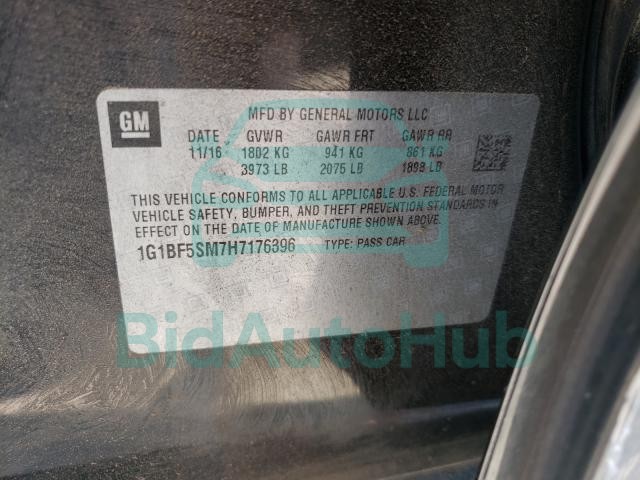 GM
MFD BY GENERAL MOTORS LLC
DATE GVWR GAWR FRT GAWR RR
11/16 1802 KG 941 KG 861 KG
3973 LB 2075 LB 1898 LB
THIS VEHICLE CONFORMS TO ALL APPLICABLE U.S. FEDERAL MOTOR
VEHICLE SAFETY, BUMPER, AND THEFT PREVENTION STANDARDS IN
EFFECT ON THE DATE OF MANUFACTURE SHOWN ABOVE.
1G1BF5SM7H7176396 TYPE: PASS CAR
BidAutoHub